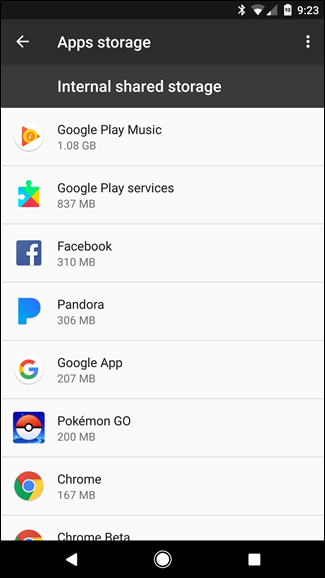 9:23
Apps storage
Internal shared storage
Google Play Music
1.08 GB
Google Play services
837 MB
Facebook
310 MB
Pandora
306 MB
Google App
207 MB
Pokémon GO
200 MB
Chrome
167 MB
Chrome Beta